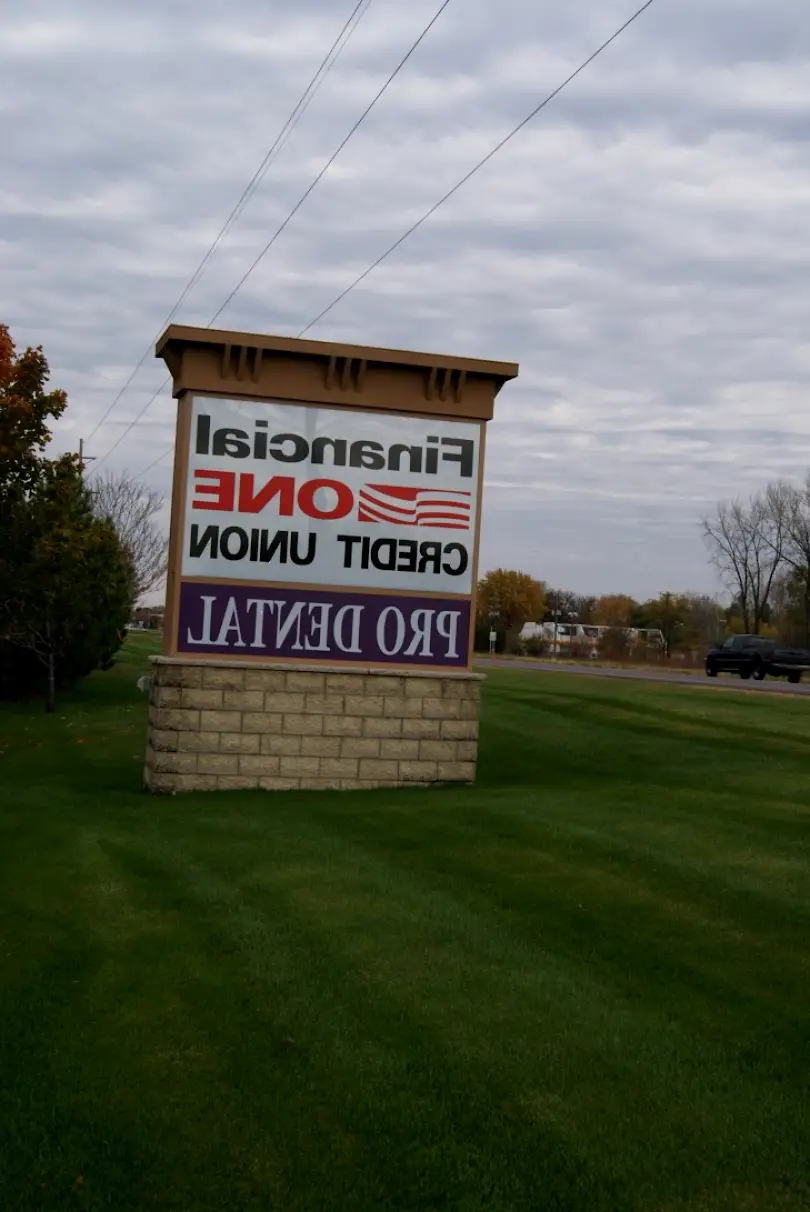 Financial
ONE
CREDIT UNION
PRO DENTAL